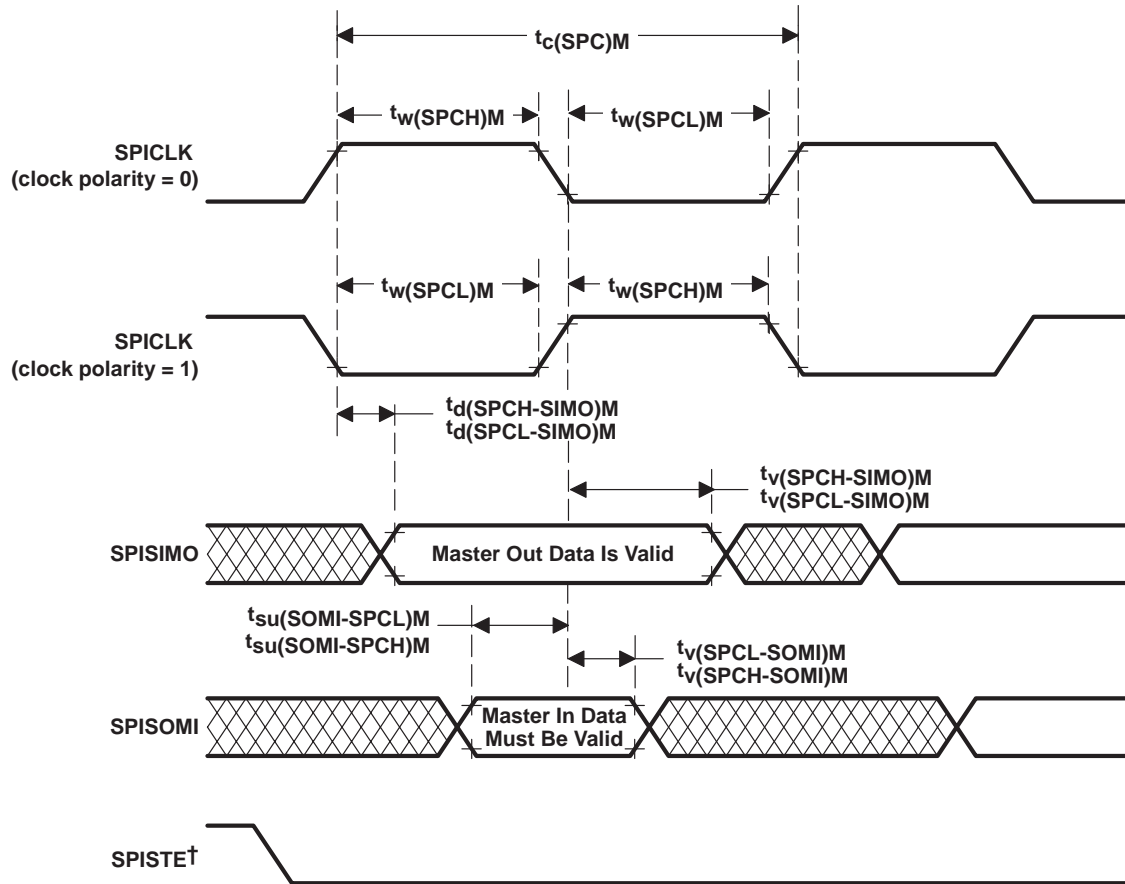 tc(SPC)M
tw(SPCH)M
tw(SPCL)M
SPICLK
(clock polarity = 0)
tw(SPCL)M
tw(SPCH)M
SPICLK
(clock polarity = 1)
td(SPCH-SIMO)M
td(SPCL-SIMO)M
tv(SPCH-SIMO)M
tv(SPCL-SIMO)M
SPISIMO
Master Out Data Is Valid
tsu(SOMI-SPCL)M
tsu(SOMI-SPCH)M
tv(SPCL-SOMI)M
tv(SPCH-SOMI)M
SPISOMI
Master In Data
Must Be Valid
SPISTE†